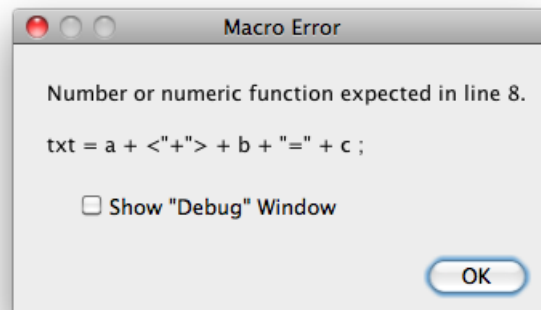 Macro Error
Number or numeric function expected in line 8.
txt = a + <"+"> + b + "=" + c ;
Show "Debug" Window
OK